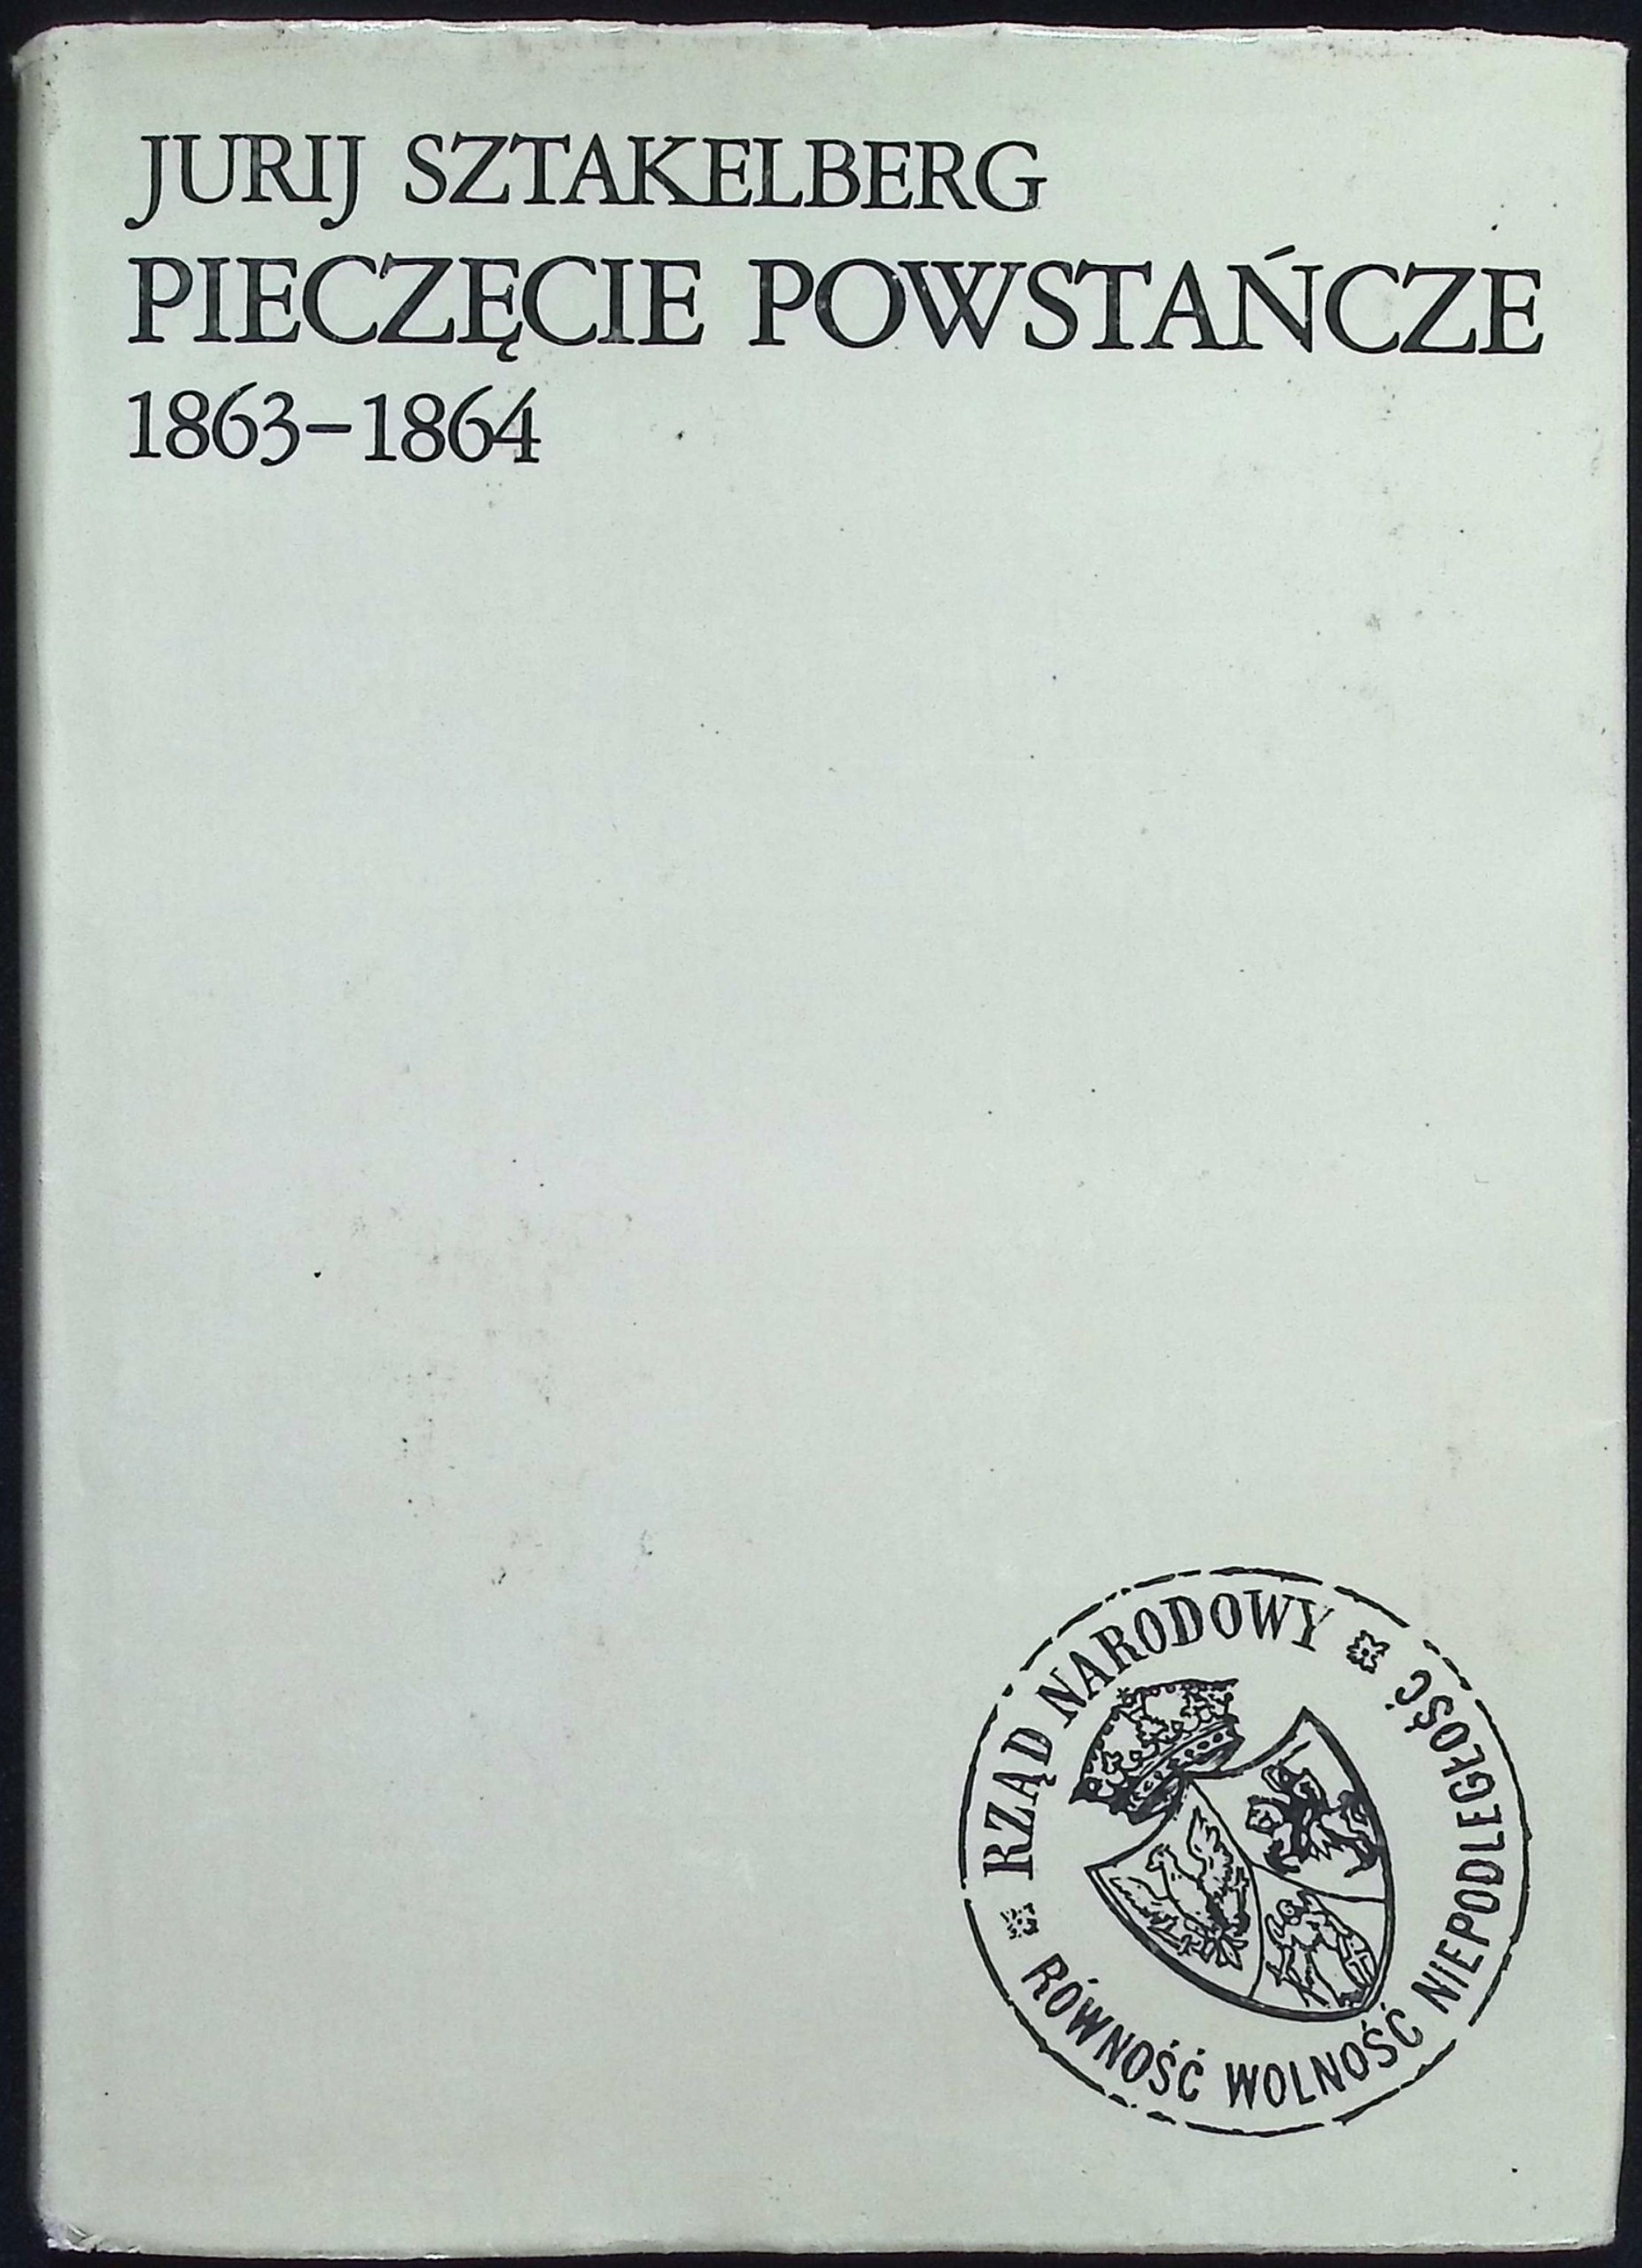 JURIJ SZTAKELBERG
PIECZĘCIE POWSTAŃCZE
1863–1864
RZĄD NARODOWY
RÓWNOŚĆ WOLNOŚĆ NIEPODLEGŁOŚĆ